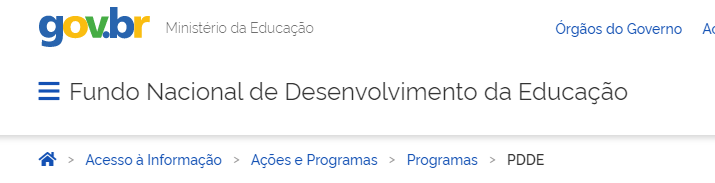 gov.br Ministério da Educação Órgãos do Governo
Fundo Nacional de Desenvolvimento da Educação
> Acesso à Informação > Ações e Programas > Programas > PDDE